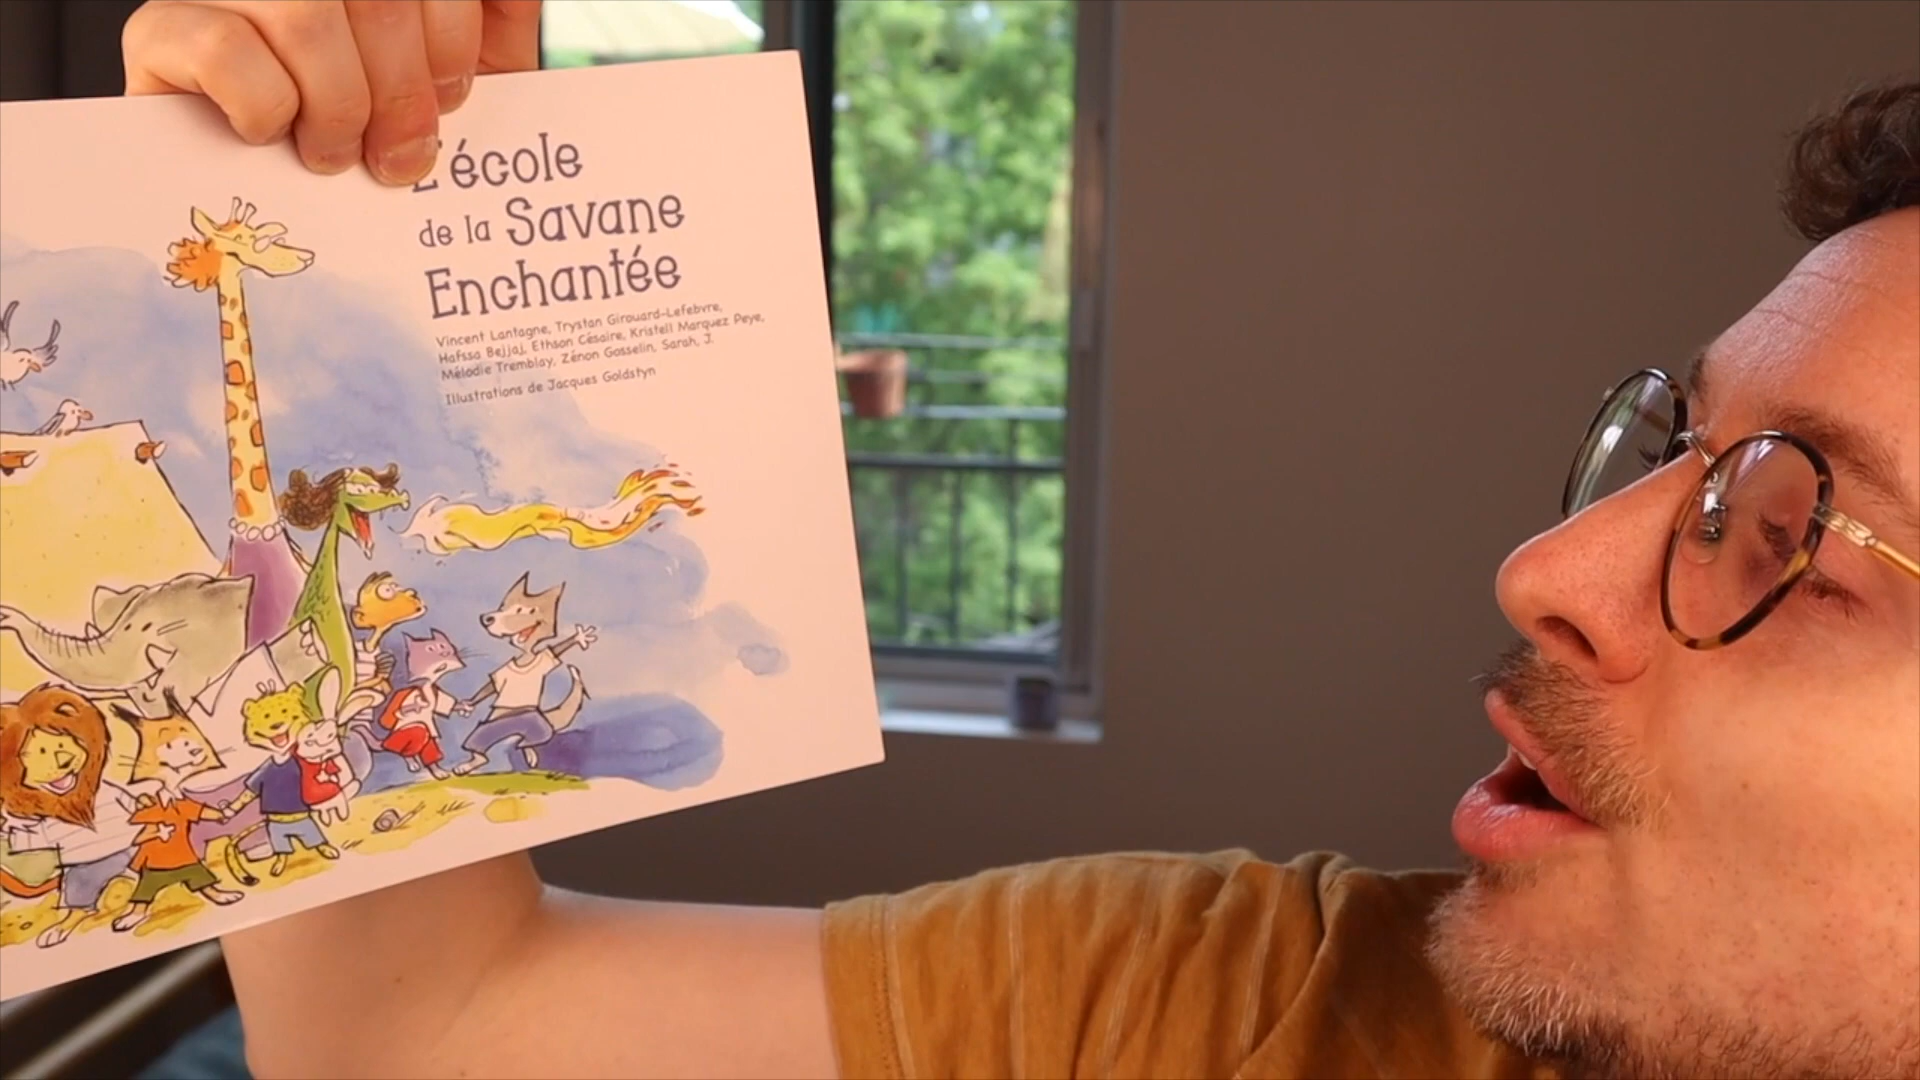 L'école
de la Savane
Enchantée
Vincent Lantagne, Trystan Girouard-Lefebvre,
Hafssa Bejjaj, Ethson Césaire, Kristell Marquez Peye,
Mélodie Tremblay, Zénon Gosselin, Sarah, J.
Illustrations de Jacques Goldstyn